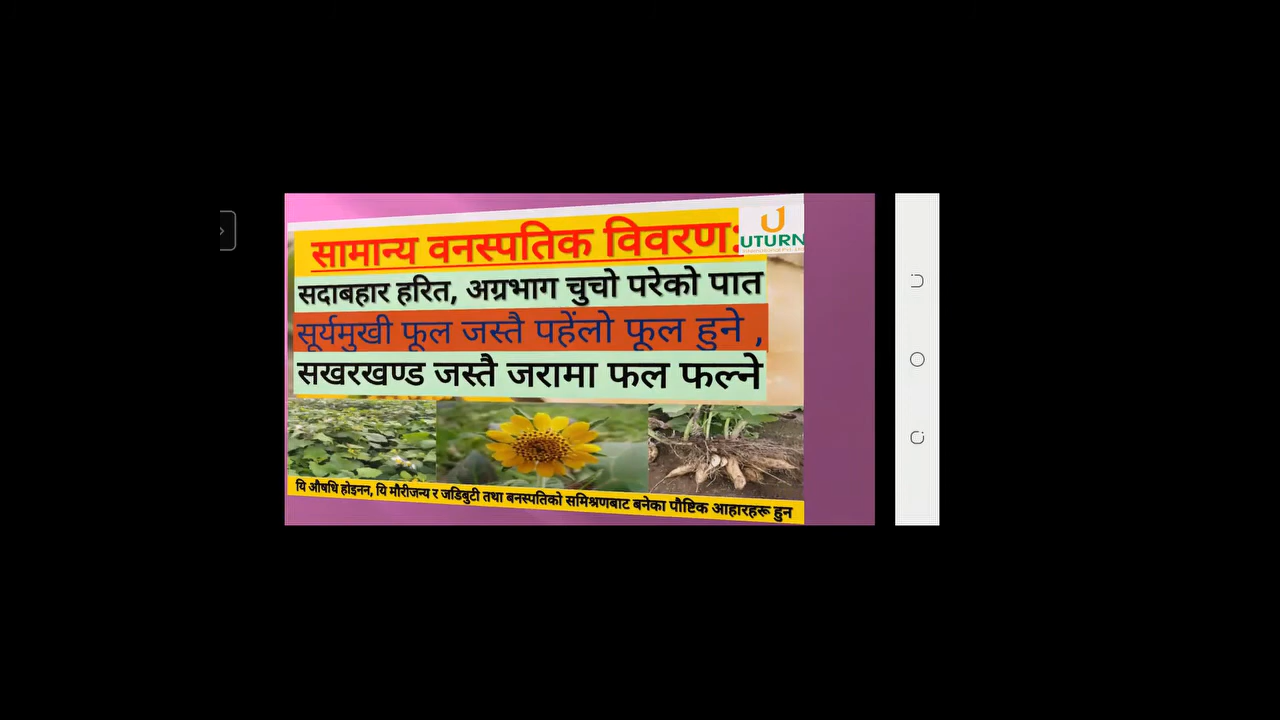 सामान्य वनस्पतिक विवरण:
UTURN
सदाबहार हरित, अग्रभाग चुचो परेको पात
सूर्यमुखी फूल जस्तै पहेंलो फूल हुने ,
सखरखण्ड जस्तै जरामा फल फल्ने
यि औषधि होइनन, यि मौरीजन्य र जडिबुटी तथा बनस्पतिको समिश्रणबाट बनेका पौष्टिक आहारहरू हुन